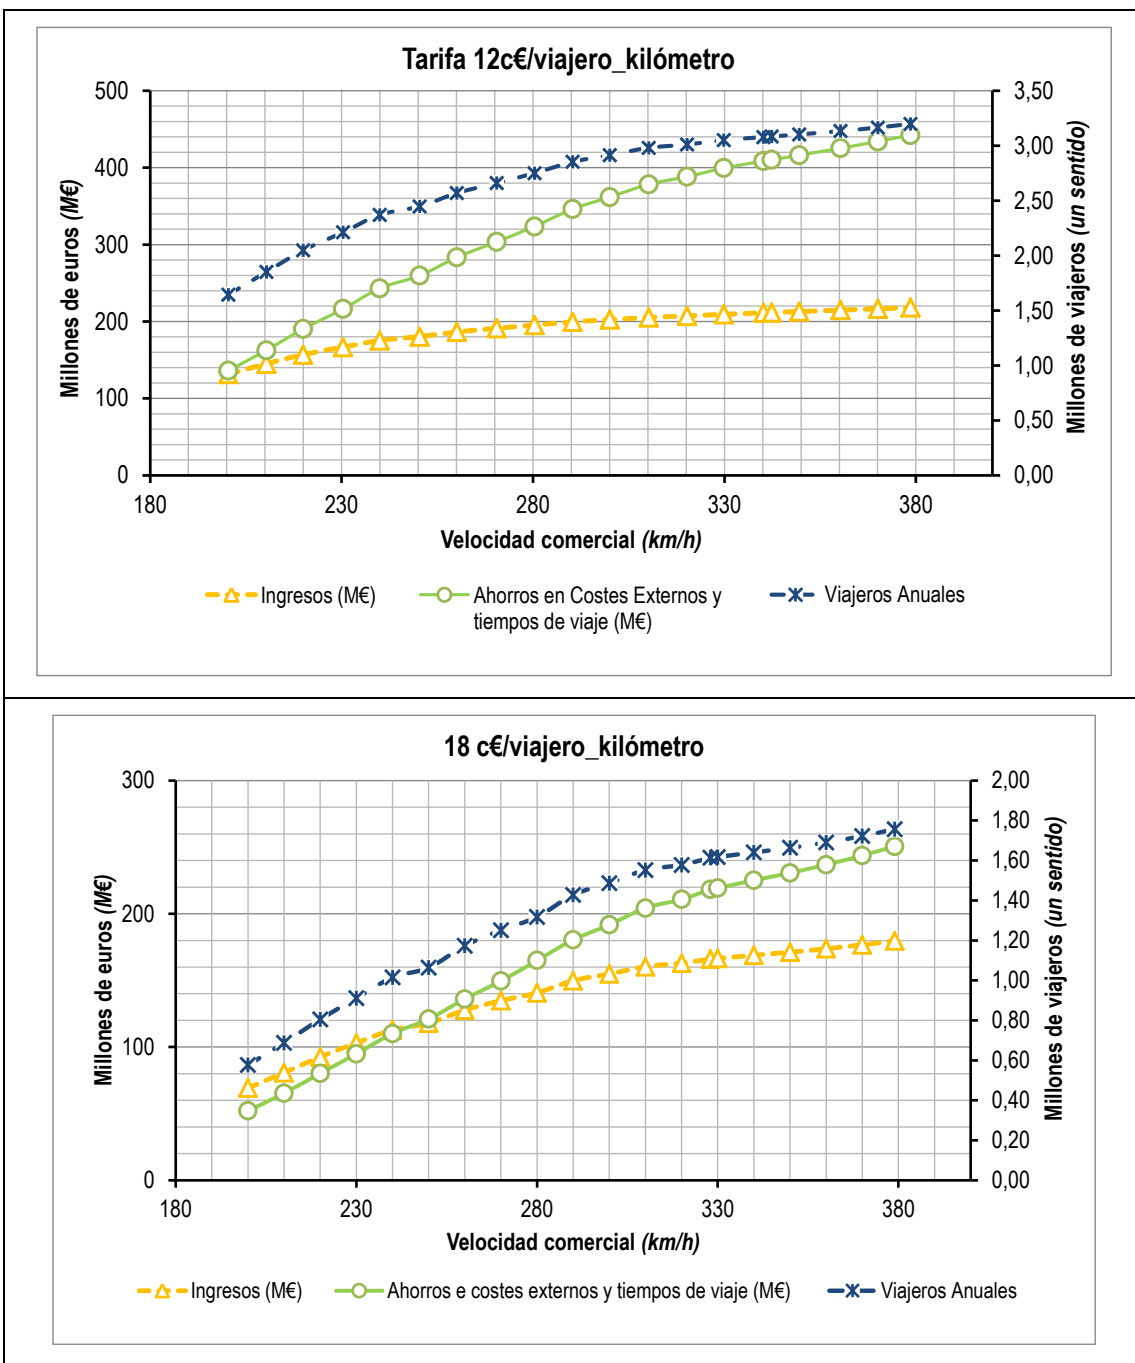 Tarifa 12c€/viajero_kilómetro
500
400
300
200
100
0
Millones de euros (M€)
3,50
3,00
2,50
2,00
1,50
1,00
0,50
0,00
Millones de viajeros (un sentido)
180 230 280 330 380
Velocidad comercial (km/h)
Ingresos (M€) Ahorros en Costes Externos y Viajeros Anuales
tiempos de viaje (M€)
18 c€/viajero_kilómetro
300
200
100
0
Millones de euros (M€)
2,00
1,80
1,60
1,40
1,20
1,00
0,80
0,60
0,40
0,20
0,00
Millones de viajeros (un sentido)
180 230 280 330 380
Velocidad comercial (km/h)
Ingresos (M€) Ahorros e costes externos y tiempos de viaje (M€) Viajeros Anuales